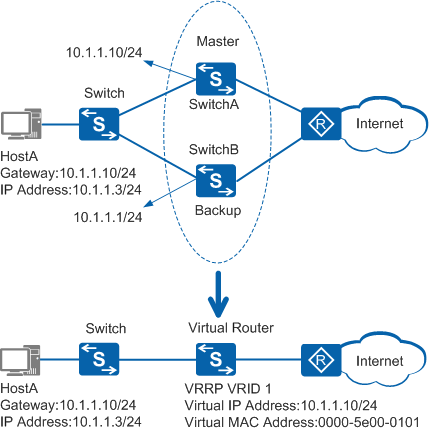 Master
10.1.1.10/24
Switch
S
S
SwitchA
R
Internet
HostA
Gateway:10.1.1.10/24
IP Address:10.1.1.3/24
SwitchB
S
10.1.1.1/24
Backup
Switch
Virtual Router
S
S
R
Internet
HostA
Gateway:10.1.1.10/24
IP Address:10.1.1.3/24
VRRP VRID 1
Virtual IP Address:10.1.1.10/24
Virtual MAC Address:0000-5e00-0101